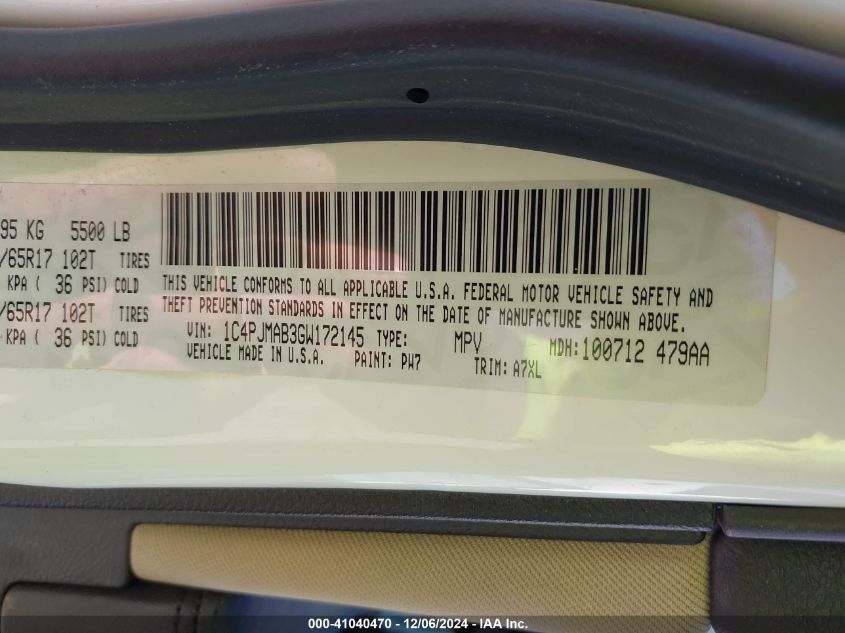 95 KG 5500 LB
/65R17 102T TIRES
KPA ( 36 PSI) COLD
/65R17 102T TIRES
KPA ( 36 PSI) COLD
THIS VEHICLE CONFORMS TO ALL APPLICABLE U.S.A. FEDERAL MOTOR VEHICLE SAFETY AND
THEFT PREVENTION STANDARDS IN EFFECT ON THE DATE OF MANUFACTURE SHOWN ABOVE.
VIN: 1C4PJMAB3GW172145 TYPE: MPV MDH: 100712 479AA
VEHICLE MADE IN U.S.A. PAINT: PW7 TRIM: A7XL
000-41040470 - 12/06/2024 - IAA Inc.